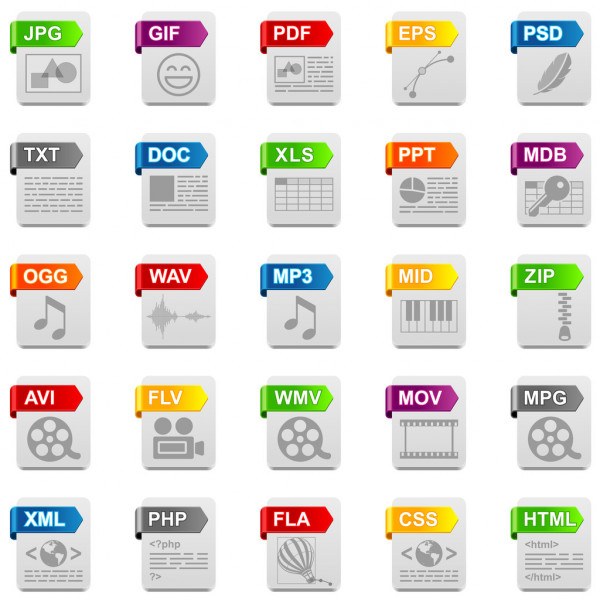 JPG
GIF
PDF
EPS
PSD
TXT
DOC
XLS
PPT
MDB
OGG
WAV
MP3
MID
ZIP
AVI
FLV
WMV
MOV
MPG
XML
PHP
<?php
?>
FLA
CSS
HTML
<html>
</html>